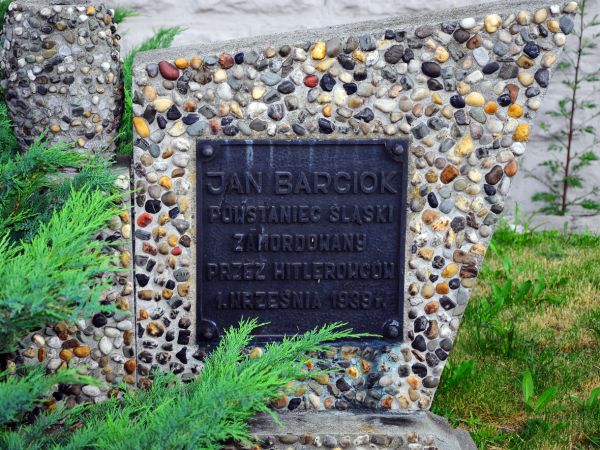 JAN BARCIOK
POWSTANIEC ŚLĄSKI
ZAMORDOWANY
PRZEZ HITLEROWCÓW
1.WRZEŚNIA 1939 r.